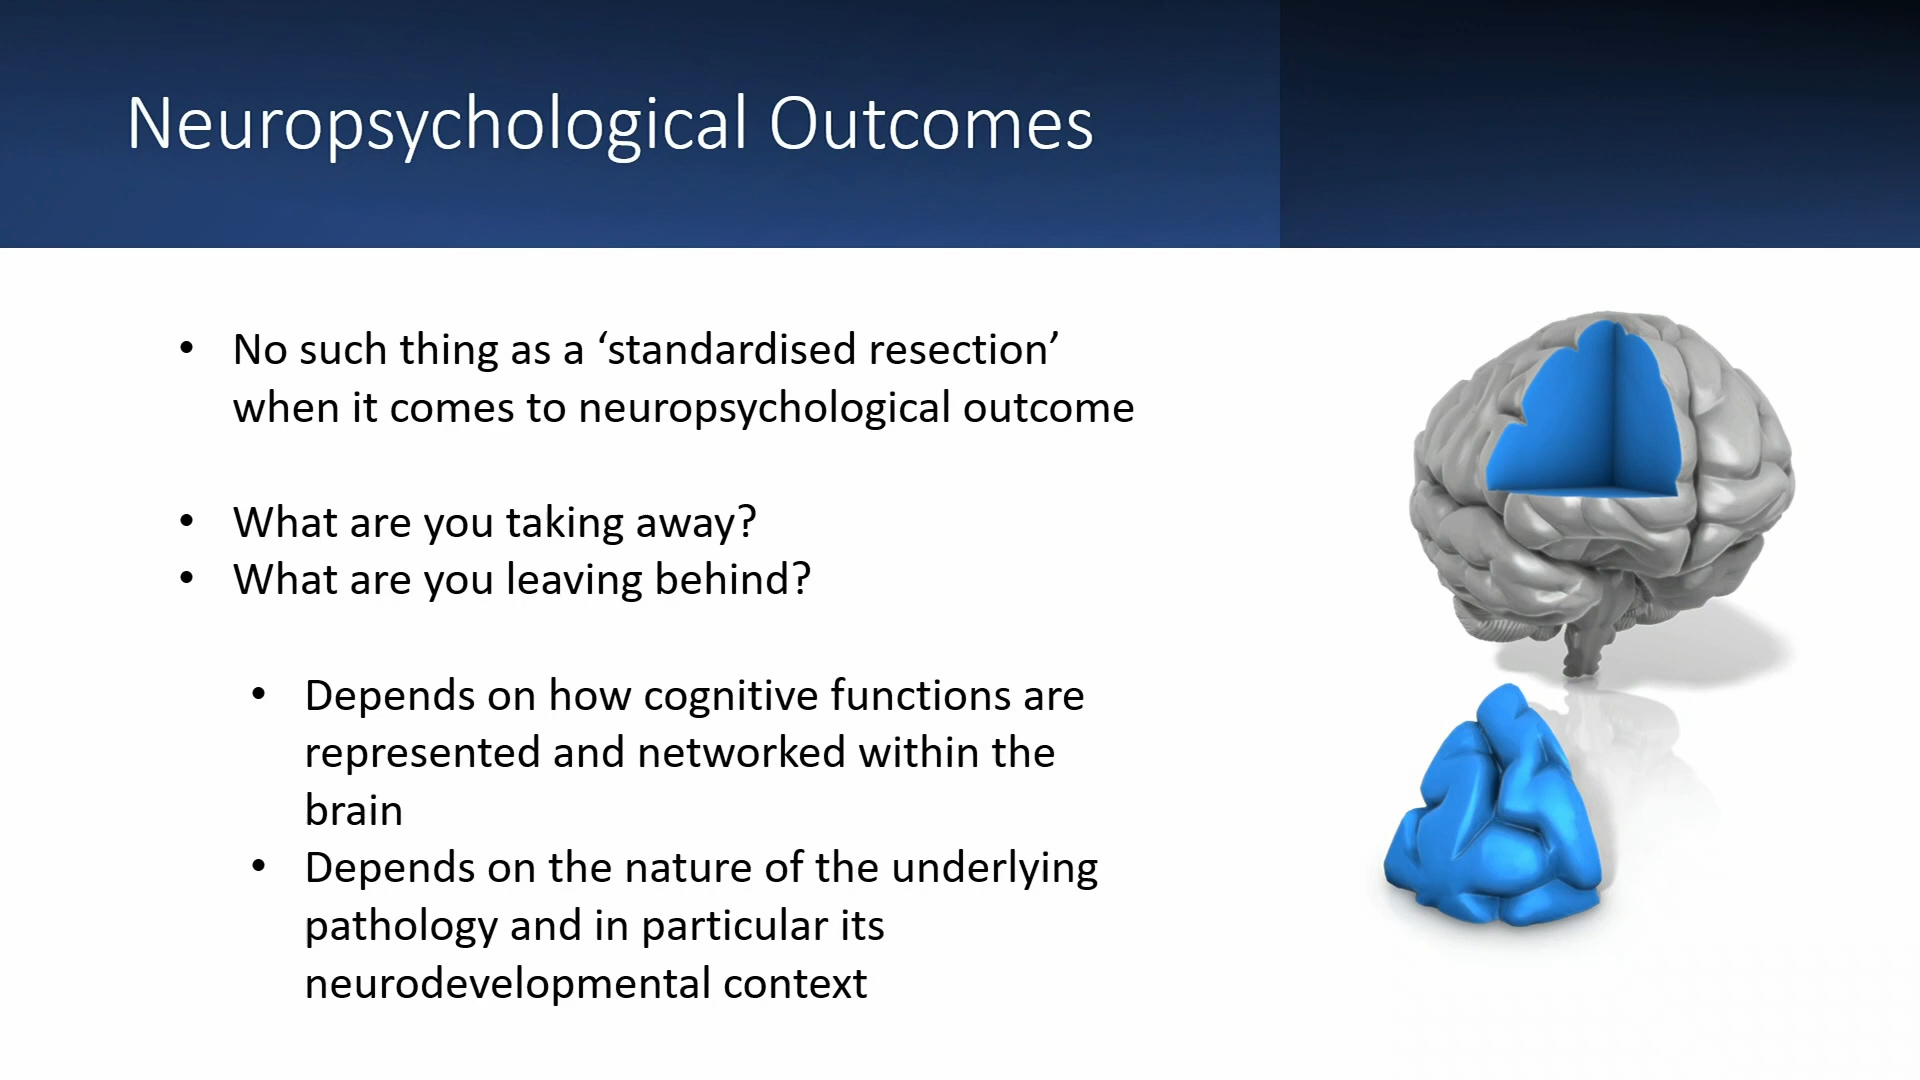 Neuropsychological Outcomes
• No such thing as a ‘standardised resection’
when it comes to neuropsychological outcome
• What are you taking away?
• What are you leaving behind?
• Depends on how cognitive functions are
represented and networked within the
brain
• Depends on the nature of the underlying
pathology and in particular its
neurodevelopmental context